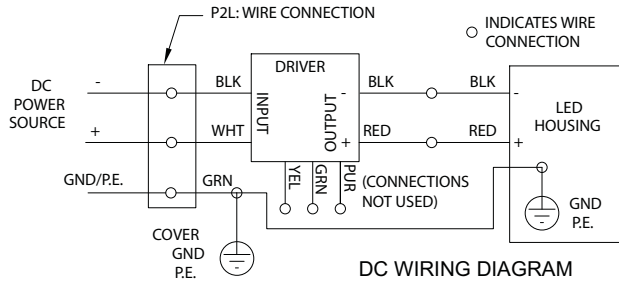 P2L: WIRE CONNECTION
INDICATES WIRE
CONNECTION
DC
POWER
SOURCE
-
+
GND/P.E.
BLK
WHT
GRN
DRIVER
INPUT
OUTPUT
-
+
YEL
GRN
PUR
(CONNECTIONS
NOT USED)
BLK
RED
BLK
RED
-
+
LED
HOUSING
GND
P.E.
COVER
GND
P.E.
DC WIRING DIAGRAM